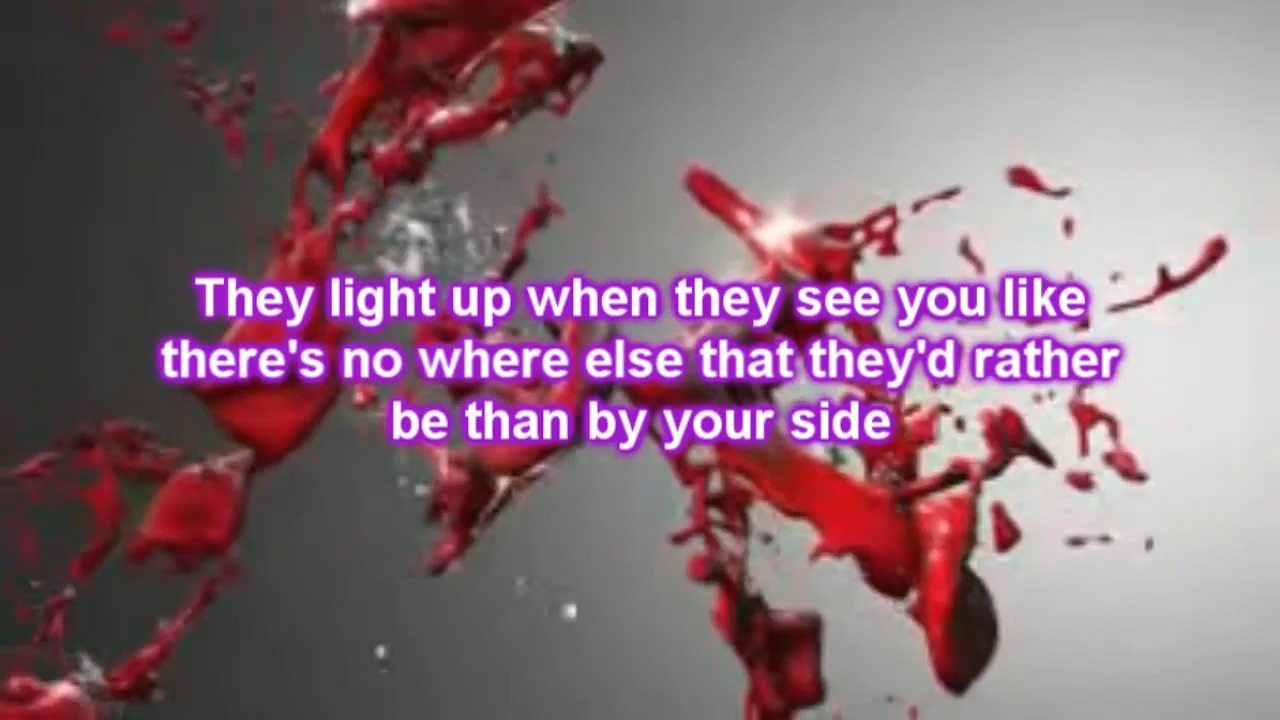 They light up when they see you like
there's no where else that they'd rather
be than by your side